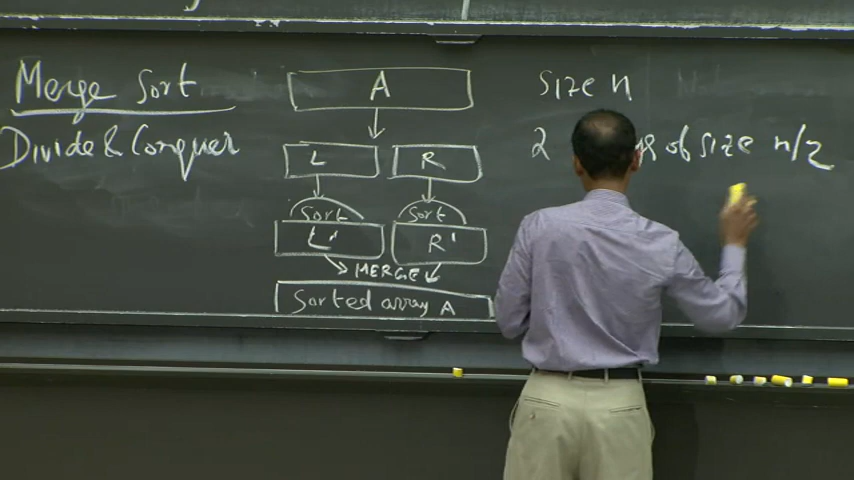 Merge Sort
Divide & Conquer
A
L R
Sort Sort
L' R'
MERGE
Sorted array A
Size n
2 of size n/2